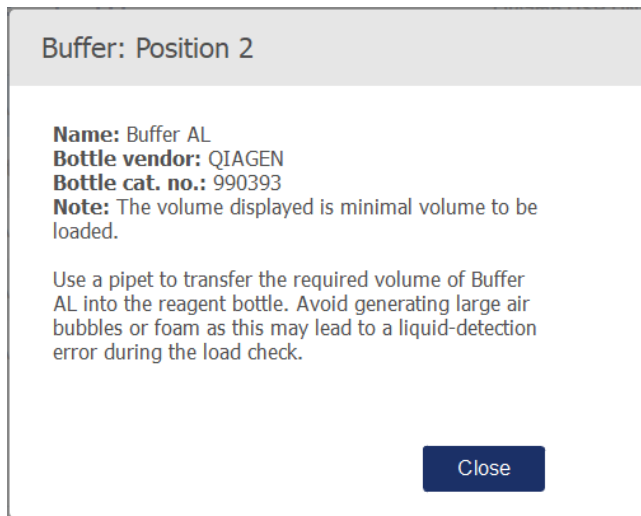 Buffer: Position 2
Name: Buffer AL
Bottle vendor: QIAGEN
Bottle cat. no.: 990393
Note: The volume displayed is minimal volume to be
loaded.
Use a pipet to transfer the required volume of Buffer
AL into the reagent bottle. Avoid generating large air
bubbles or foam as this may lead to a liquid-detection
error during the load check.
Close